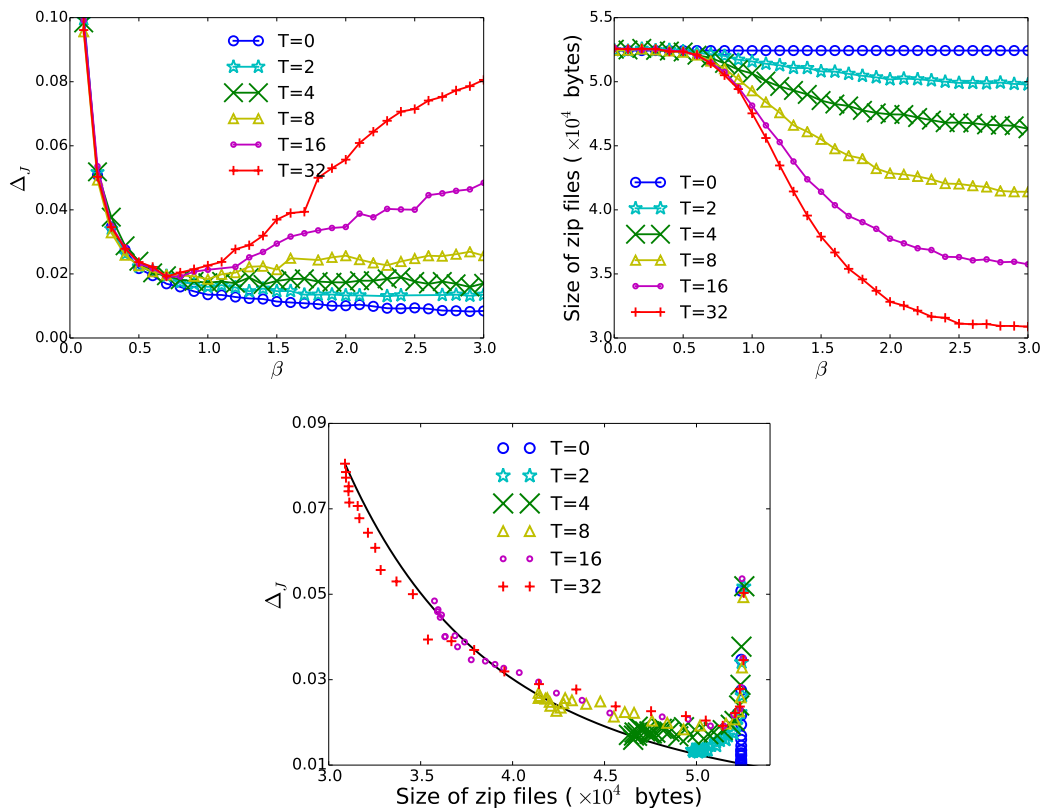 0.10
0.08
0.06
0.04
0.02
0.00
Δ_J
0.0 0.5 1.0 1.5 2.0 2.5 3.0
β
T=0
T=2
T=4
T=8
T=16
T=32
5.5
5.0
4.5
4.0
3.5
3.0
Size of zip files ( ×10⁴ bytes)
0.0 0.5 1.0 1.5 2.0 2.5 3.0
β
T=0
T=2
T=4
T=8
T=16
T=32
0.09
0.07
0.05
0.03
0.01
Δ_J
3.0 3.5 4.0 4.5 5.0
Size of zip files ( ×10⁴ bytes)
T=0
T=2
T=4
T=8
T=16
T=32